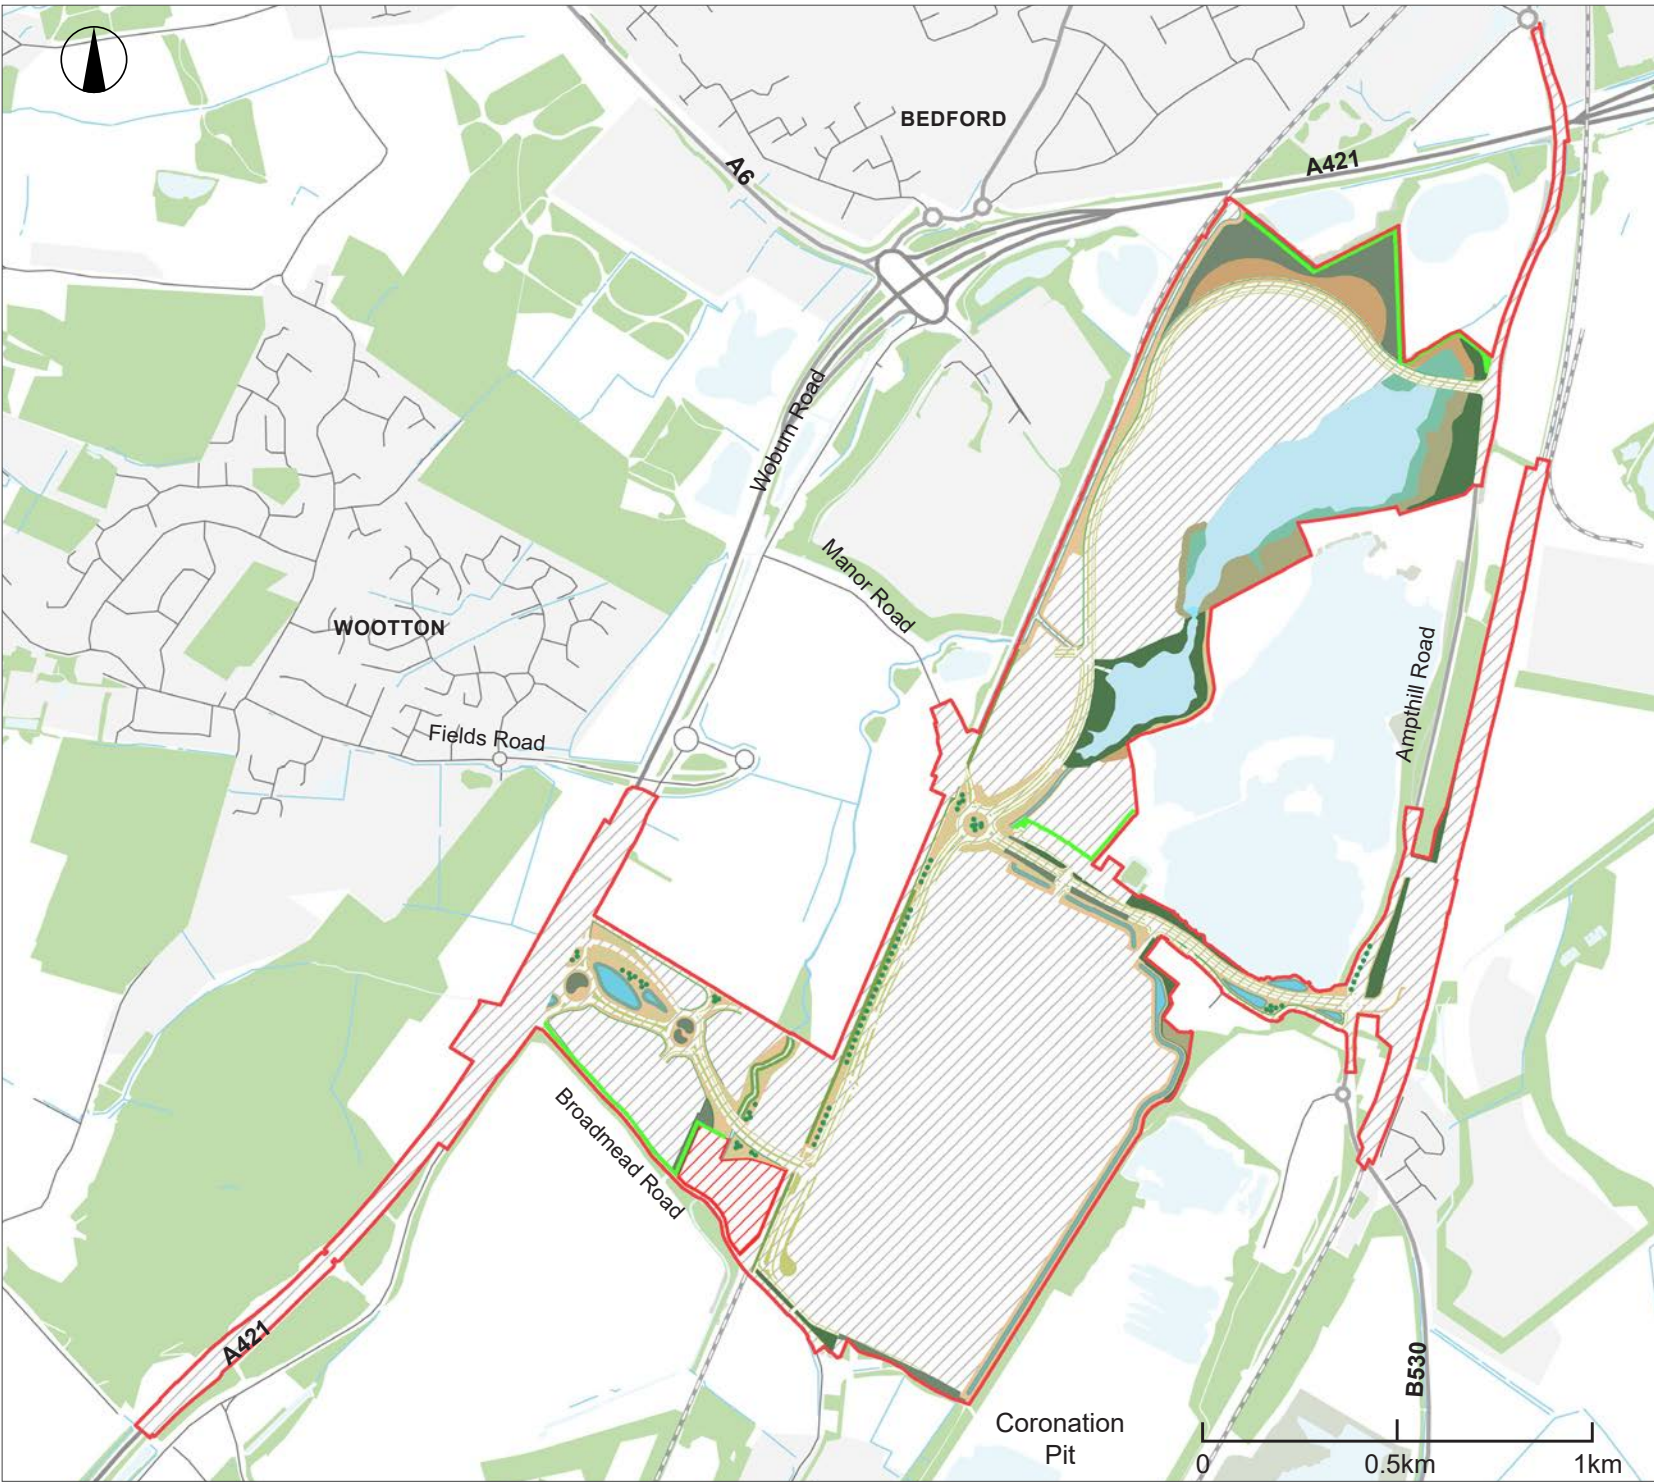 BEDFORD
A6
A421
Woburn Road
Manor Road
WOOTTON
Fields Road
Ampthill Road
Broadmead Road
A421
B530
Coronation
Pit
0 0.5km 1km